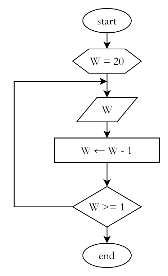 start
W = 20
W
W ← W - 1
W >= 1
end